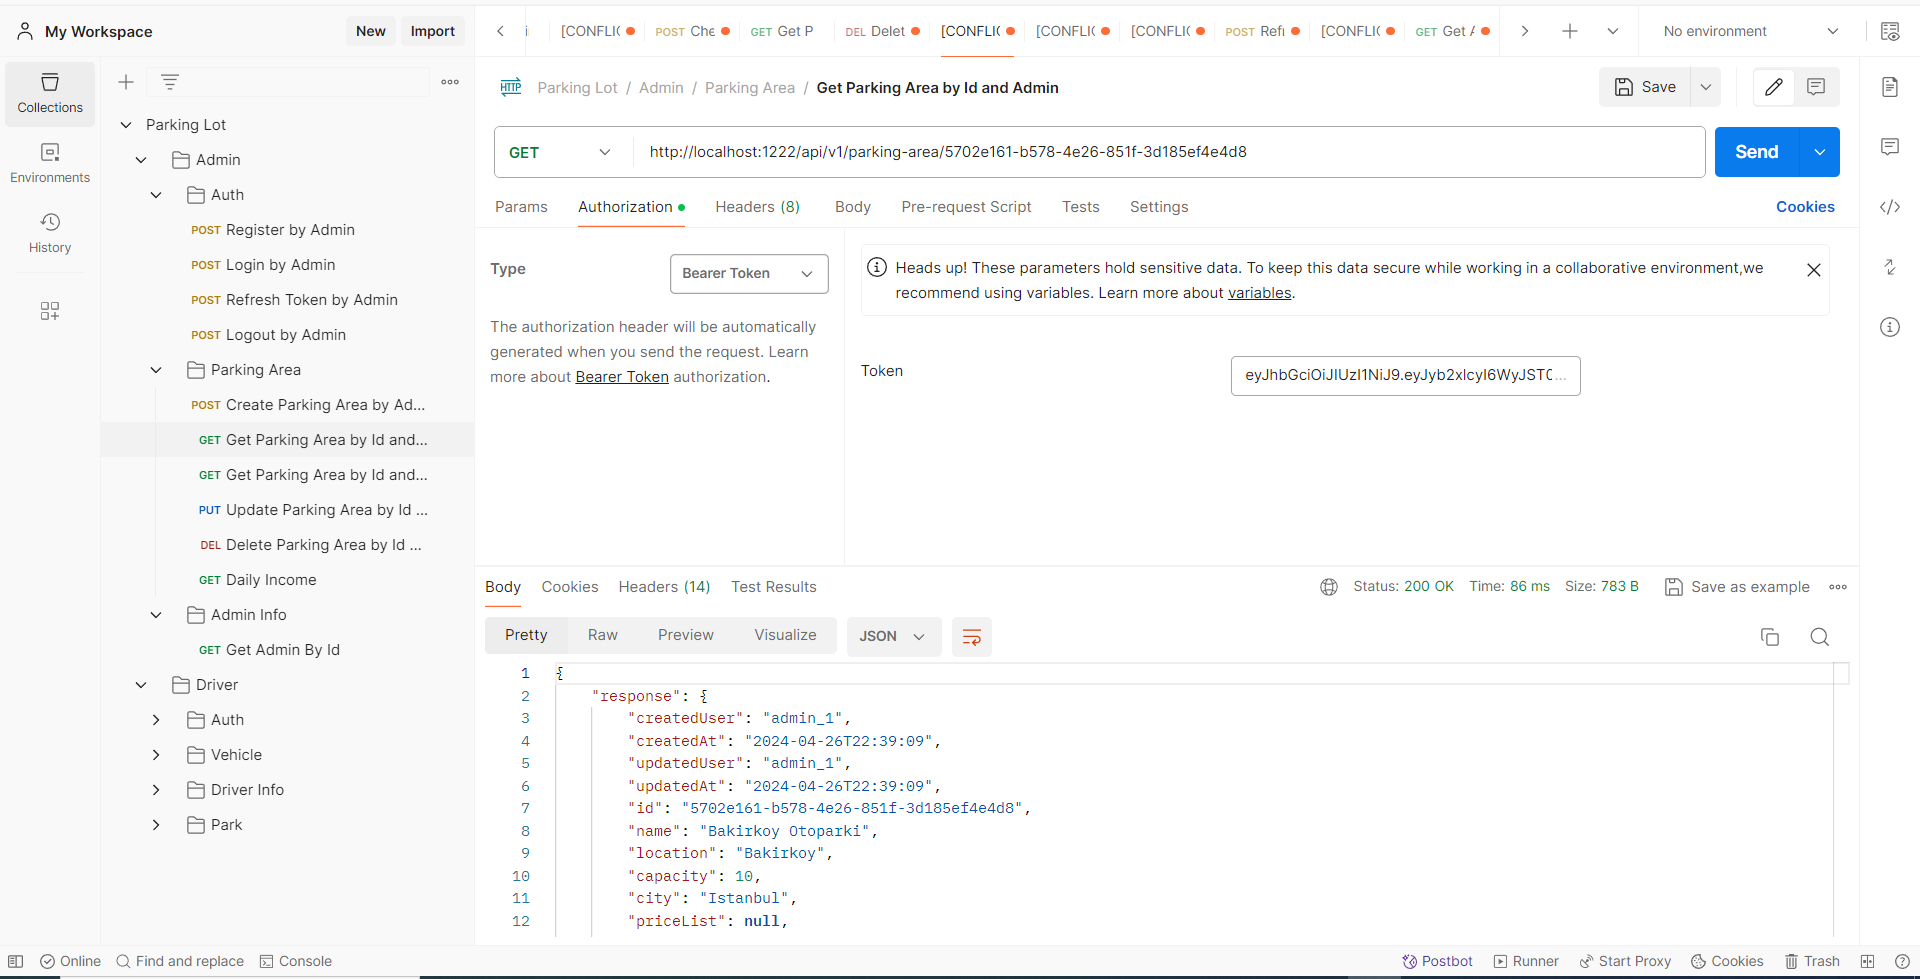 My Workspace
New
Import
[CONFLIC
[CONFLIC
POST Che
GET Get P
DEL Delet
[CONFLIC
[CONFLIC
[CONFLIC
POST Refr
[CONFLIC
GET Get A
No environment
Collections
Environments
History
Parking Lot
Admin
Auth
POST Register by Admin
POST Login by Admin
POST Refresh Token by Admin
POST Logout by Admin
Parking Area
POST Create Parking Area by Ad...
GET Get Parking Area by Id and...
GET Get Parking Area by Id and...
PUT Update Parking Area by Id ...
DEL Delete Parking Area by Id ...
GET Daily Income
Admin Info
GET Get Admin By Id
Driver
Auth
Vehicle
Driver Info
Park
HTTP Parking Lot / Admin / Parking Area / Get Parking Area by Id and Admin
Save
GET http://localhost:1222/api/v1/parking-area/5702e161-b578-4e26-851f-3d185ef4e4d8
Send
Params Authorization Headers (8) Body Pre-request Script Tests Settings Cookies
Type
Bearer Token
The authorization header will be automatically
generated when you send the request. Learn
more about Bearer Token authorization.
Heads up! These parameters hold sensitive data. To keep this data secure while working in a collaborative environment,we
recommend using variables. Learn more about variables.
Token
eyJhbGciOiJIUzI1NiJ9.eyJyb2xlcyI6WyJST...
Body Cookies Headers (14) Test Results
Status: 200 OK Time: 86 ms Size: 783 B Save as example
Pretty Raw Preview Visualize JSON
1 {
2 "response": {
3 "createdUser": "admin_1",
4 "createdAt": "2024-04-26T22:39:09",
5 "updatedUser": "admin_1",
6 "updatedAt": "2024-04-26T22:39:09",
7 "id": "5702e161-b578-4e26-851f-3d185ef4e4d8",
8 "name": "Bakirkoy Otoparki",
9 "location": "Bakirkoy",
10 "capacity": 10,
11 "city": "Istanbul",
12 "priceList": null,
Online Find and replace Console
Postbot Runner Start Proxy Cookies Trash